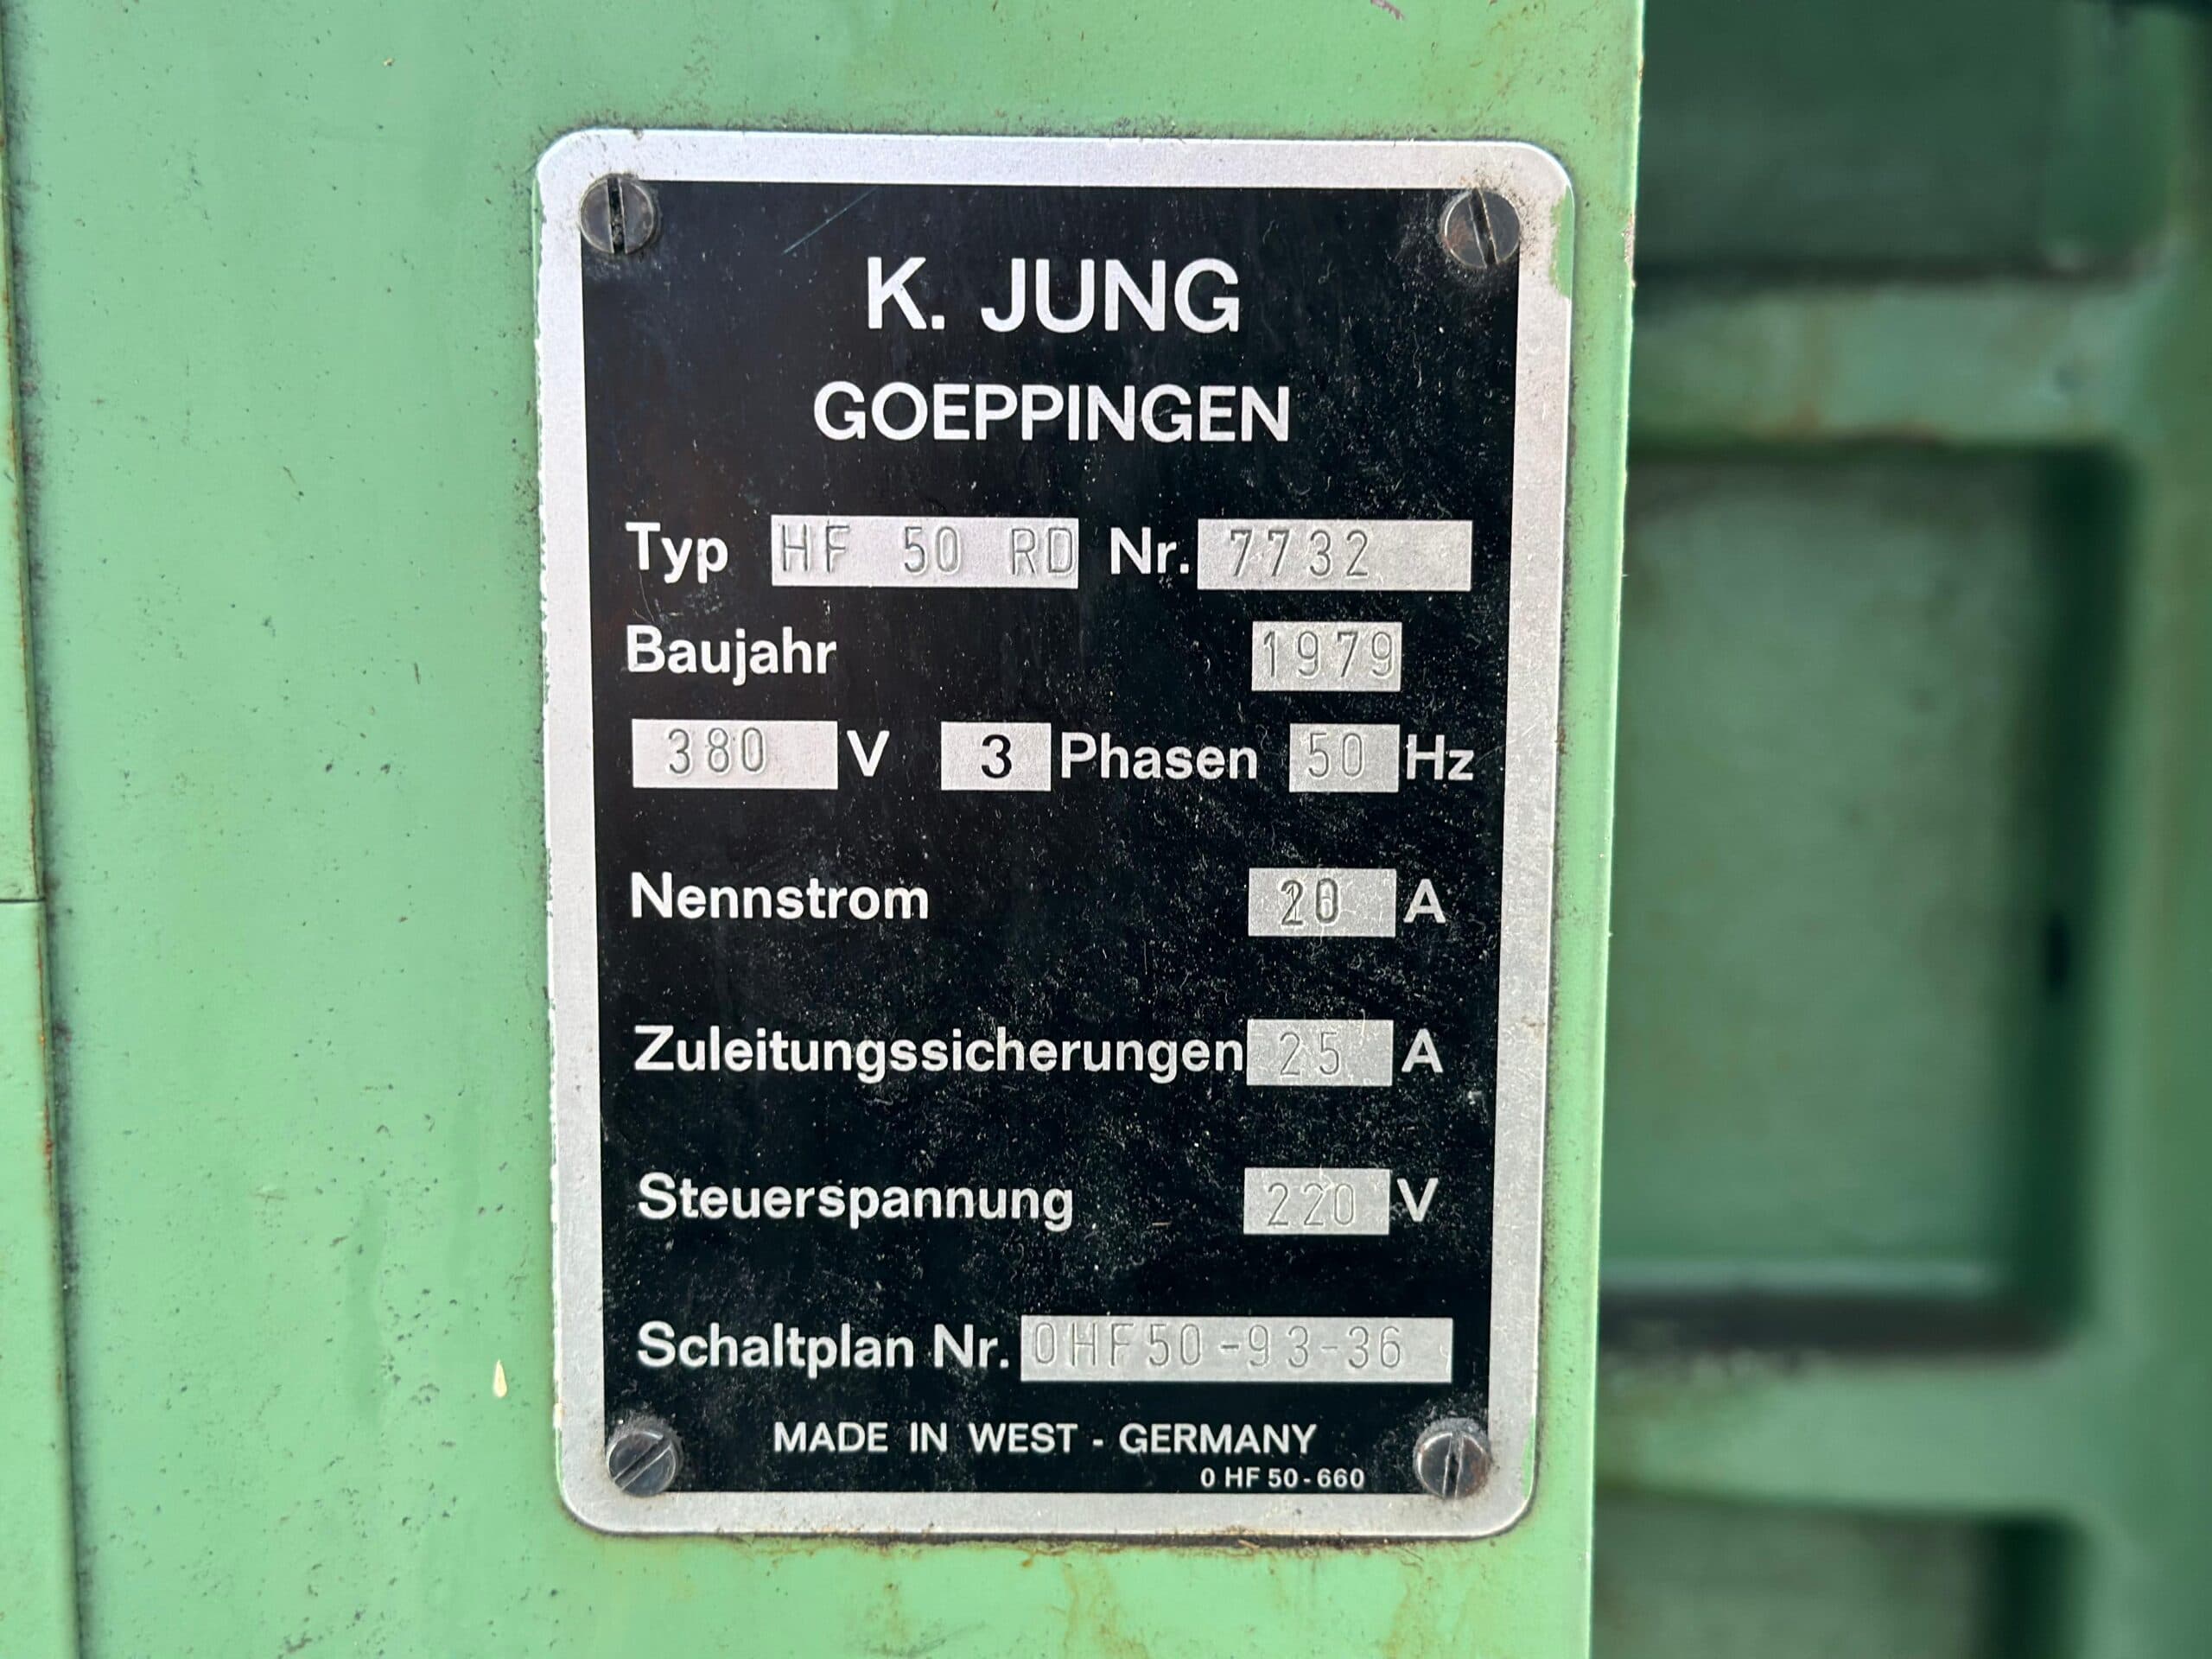 K. JUNG
GOEPPINGEN
Typ HF 50 RD Nr. 7732
Baujahr 1979
380 V 3 Phasen 50 Hz
Nennstrom 20 A
Zuleitungssicherungen 25 A
Steuerspannung 220 V
Schaltplan Nr. 0HF50-93-36
MADE IN WEST - GERMANY
0 HF 50 - 660